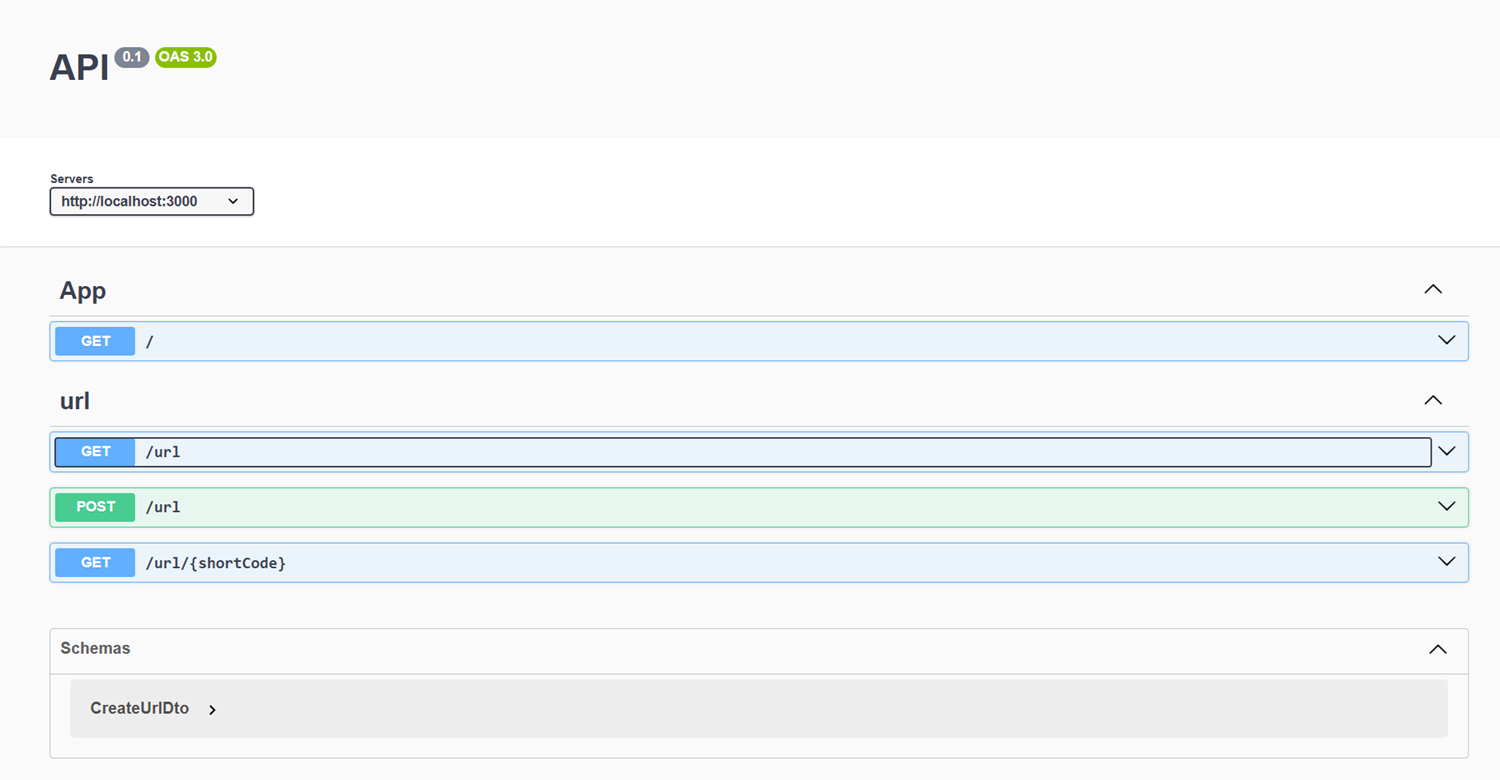 API 0.1 OAS 3.0
Servers
http://localhost:3000
App
GET /
url
GET /url
POST /url
GET /url/{shortCode}
Schemas
CreateUrlDto